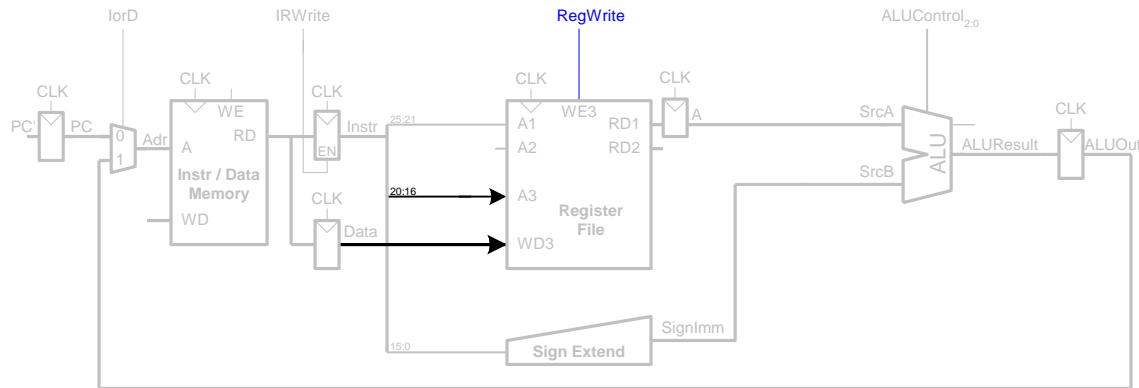 IorD
IRWrite
RegWrite
ALUControl2:0
CLK
CLK
CLK
CLK
CLK
CLK
PC'
PC
0
1
Adr
A
WE
RD
Instr / Data
Memory
WD
EN
Instr
CLK
Data
25:21
20:16
15:0
A1
A2
A3
WD3
WE3
RD1
RD2
Register
File
A
SrcA
SrcB
ALU
ALUResult
ALUOut
SignImm
Sign Extend